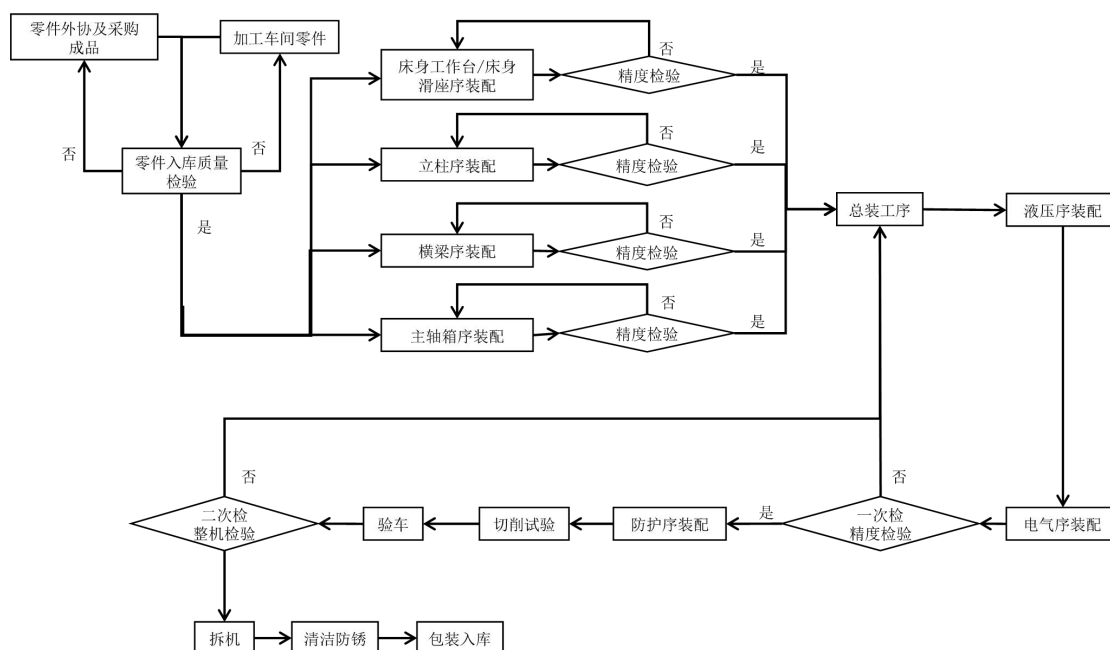 零件外协及采购
成品
加工车间零件
否
否
零件入库质量
检验
是
床身工作台/床身
滑座序装配
否
精度检验
是
立柱序装配
否
精度检验
是
横梁序装配
否
精度检验
是
主轴箱序装配
否
精度检验
是
总装工序
液压序装配
电气序装配
否
一次检
精度检验
是
防护序装配
切削试验
验车
否
二次检
整机检验
拆机
清洁防锈
包装入库